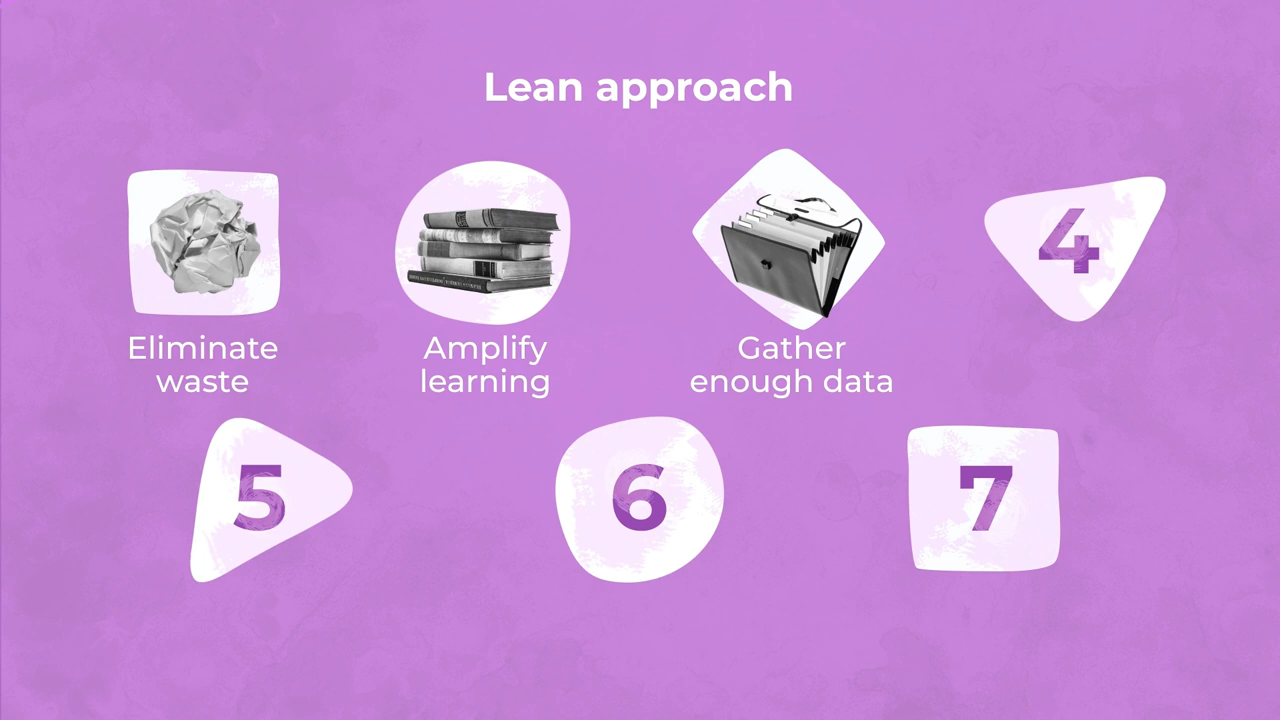 Lean approach
Eliminate
waste
Amplify
learning
Gather
enough data
4
5
6
7